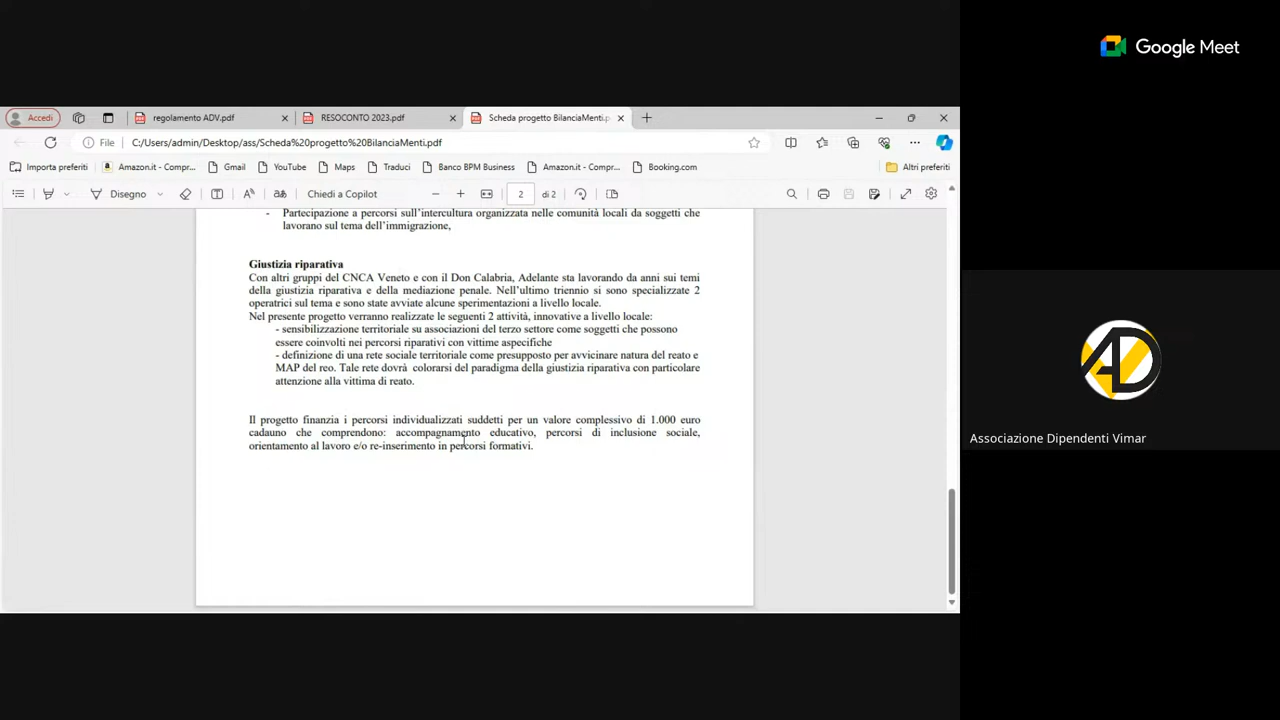 Google Meet
Accedi
regolamento ADV.pdf
RESOCONTO 2023.pdf
Scheda progetto BilanciaMenti.p
File
C:/Users/admin/Desktop/ass/Scheda%20progetto%20BilanciaMenti.pdf
Importa preferiti
Amazon.it - Compr...
Gmail
YouTube
Maps
Traduci
Banco BPM Business
Amazon.it - Compr...
Booking.com
Altri preferiti
Disegno
aあ
Chiedi a Copilot
2
di 2
- Partecipazione a percorsi sull'intercultura organizzata nelle comunità locali da soggetti che
lavorano sul tema dell'immigrazione,
Giustizia riparativa
Con altri gruppi del CNCA Veneto e con il Don Calabria, Adelante sta lavorando da anni sui temi
della giustizia riparativa e della mediazione penale. Nell'ultimo triennio si sono specializzate 2
operatrici sul tema e sono state avviate alcune sperimentazioni a livello locale.
Nel presente progetto verranno realizzate le seguenti 2 attività, innovative a livello locale:
- sensibilizzazione territoriale su associazioni del terzo settore come soggetti che possono
essere coinvolti nei percorsi riparativi con vittime aspecifiche
- definizione di una rete sociale territoriale come presupposto per avvicinare natura del reato e
MAP del reo. Tale rete dovrà colorarsi del paradigma della giustizia riparativa con particolare
attenzione alla vittima di reato.
Il progetto finanzia i percorsi individualizzati suddetti per un valore complessivo di 1.000 euro
cadauno che comprendono: accompagnamento educativo, percorsi di inclusione sociale,
orientamento al lavoro e/o re-inserimento in percorsi formativi.
Associazione Dipendenti Vimar